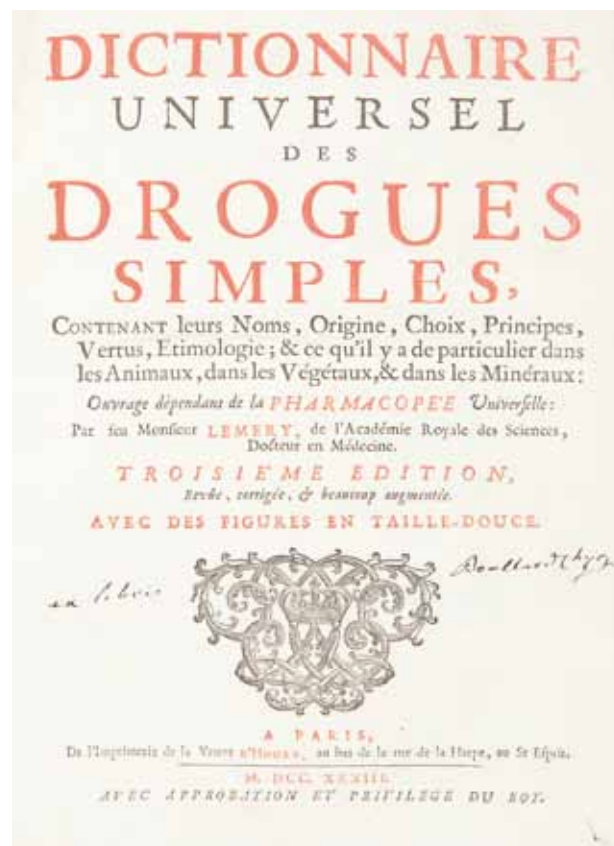 DICTIONNAIRE
UNIVERSEL
DES
DROGUES
SIMPLES,
CONTENANT leurs Noms, Origine, Choix, Principes,
Vertus, Etimologie; & ce qu'il y a de particulier dans
les Animaux, dans les Végétaux, & dans les Minéraux:
Ouvrage dépendant de la PHARMACOPÉE Universelle:
Par feu Monsieur LEMERY, de l'Académie Royale des Sciences,
Docteur en Médecine.
TROISIEME EDITION,
Revûe, corrigée, & beaucoup augmentée.
AVEC DES FIGURES EN TAILLE-DOUCE.
ex libris
A PARIS,
De l'Imprimerie de la Veuve D'HOURY, au bas de la rue de la Harpe, au St Esprit.
M. DCC. XXXIII.
AVEC APPROBATION ET PRIVILEGE DU ROY.